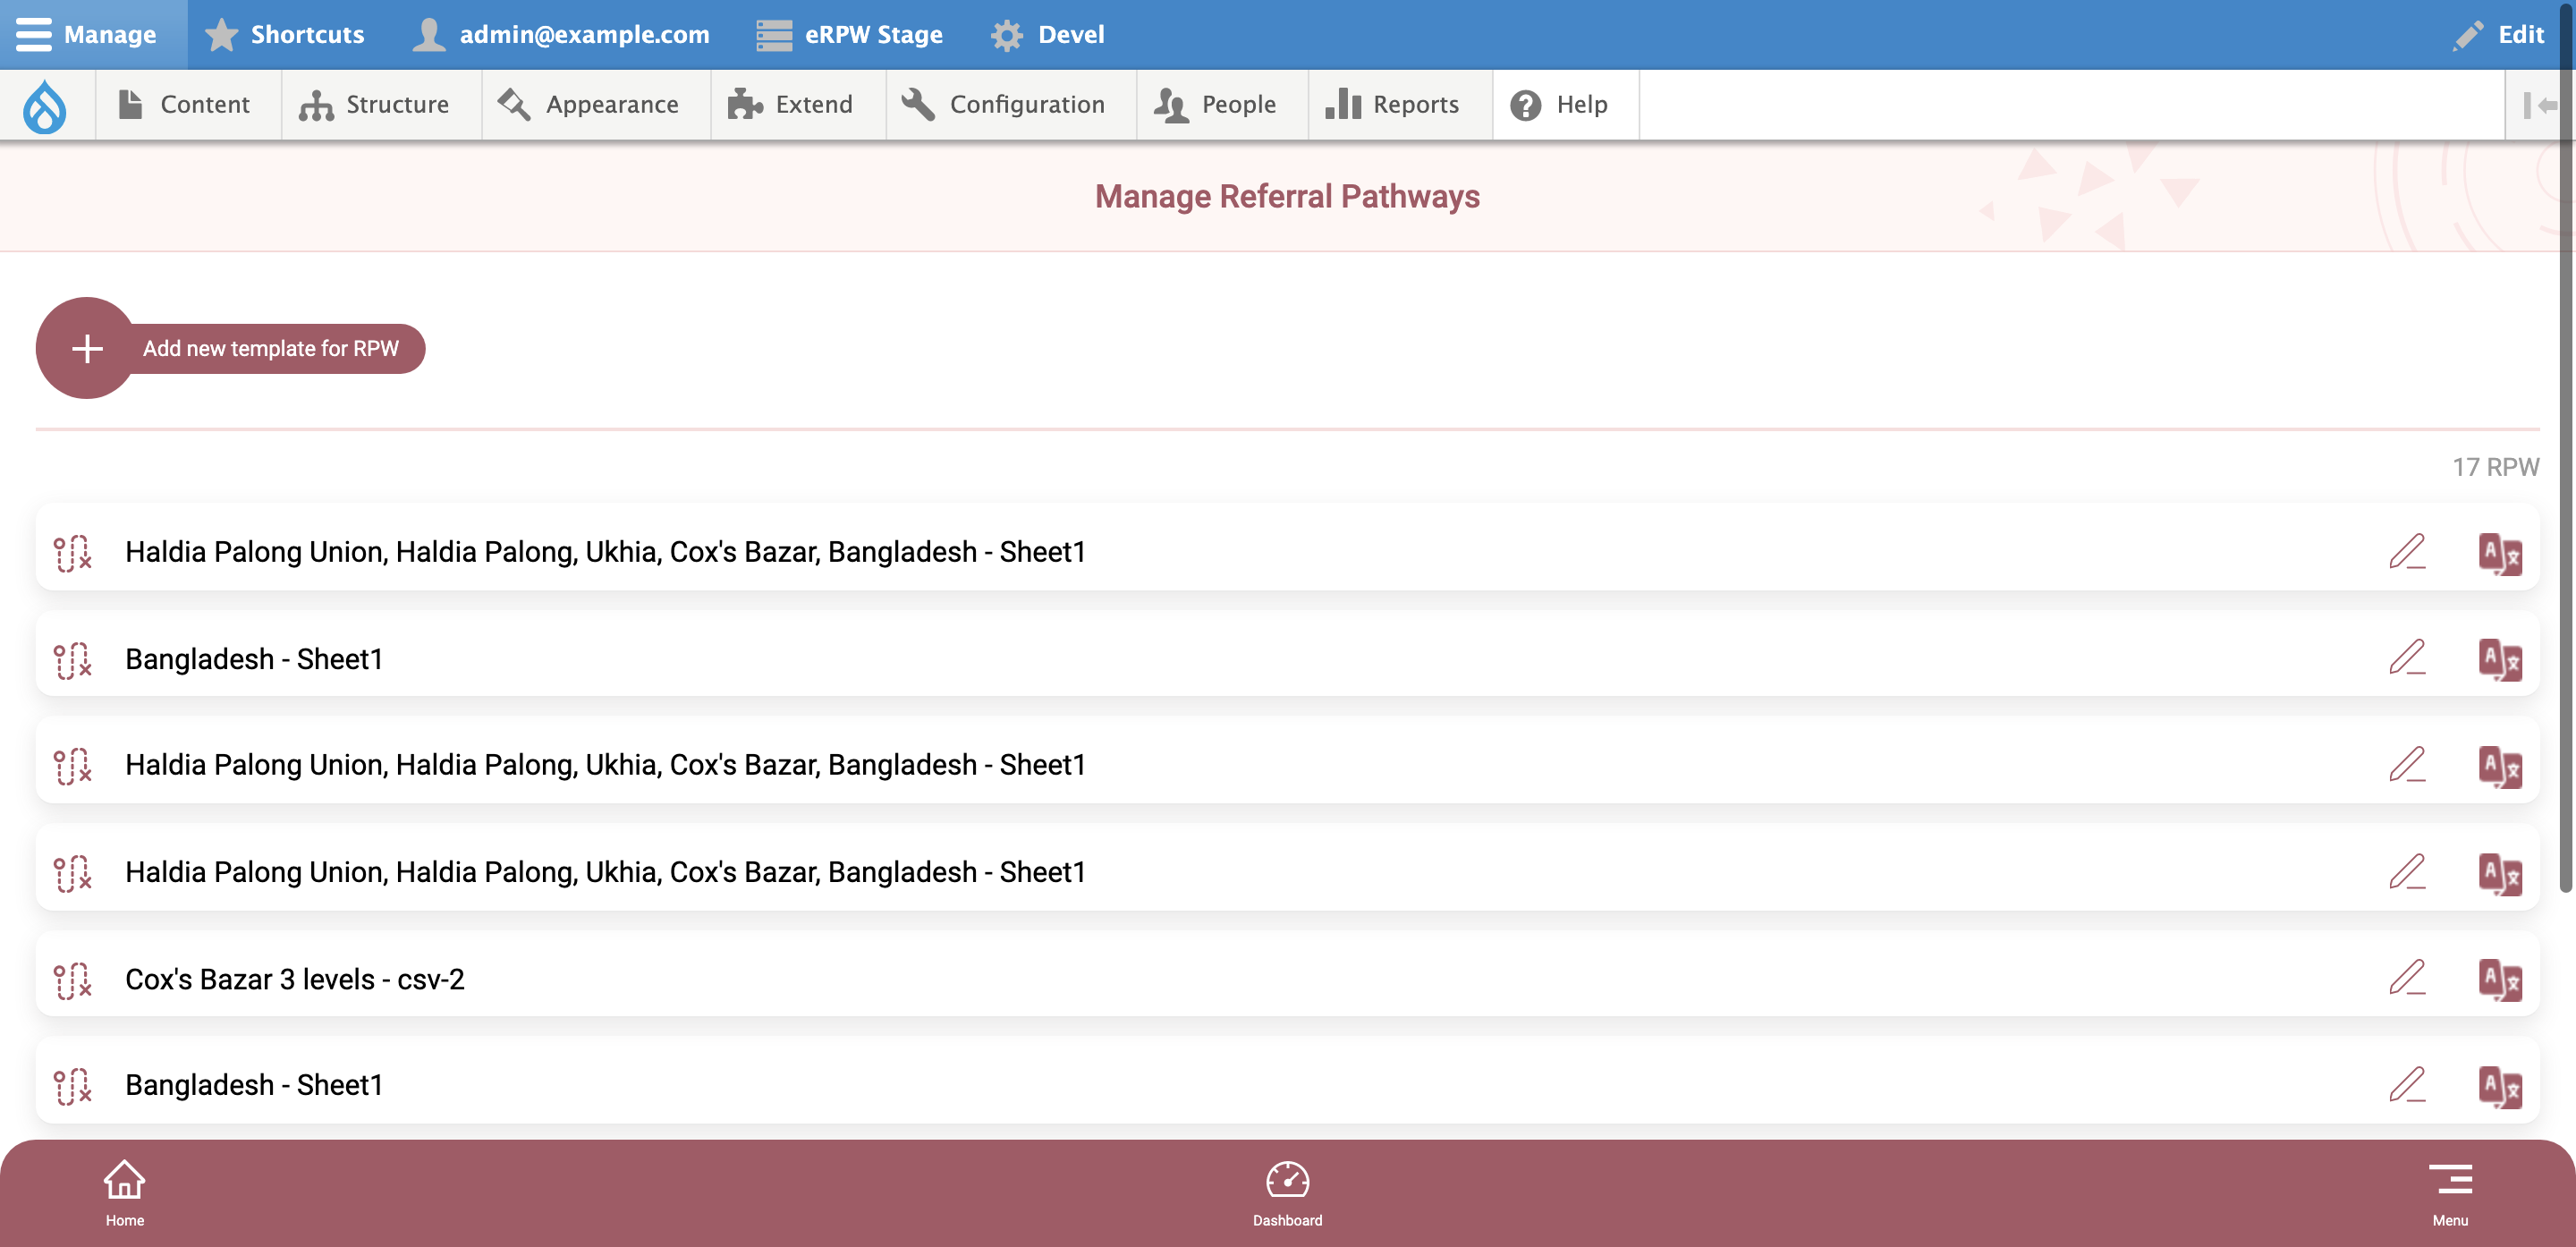 Manage Shortcuts admin@example.com eRPW Stage Devel Edit
Content Structure Appearance Extend Configuration People Reports Help
Manage Referral Pathways
Add new template for RPW
17 RPW
Haldia Palong Union, Haldia Palong, Ukhia, Cox's Bazar, Bangladesh - Sheet1
Bangladesh - Sheet1
Haldia Palong Union, Haldia Palong, Ukhia, Cox's Bazar, Bangladesh - Sheet1
Haldia Palong Union, Haldia Palong, Ukhia, Cox's Bazar, Bangladesh - Sheet1
Cox's Bazar 3 levels - csv-2
Bangladesh - Sheet1
Home Dashboard Menu